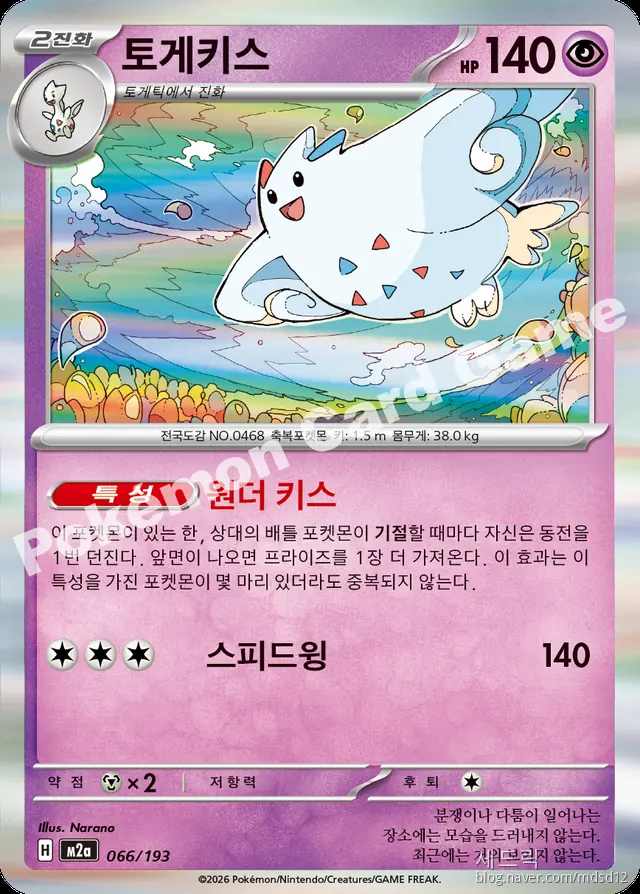 2진화
토게키스
HP 140
토게틱에서 진화
전국도감 NO.0468 축복포켓몬 키: 1.5 m 몸무게: 38.0 kg
특성 원더 키스
이 포켓몬이 있는 한, 상대의 배틀 포켓몬이 기절할 때마다 자신은 동전을
1번 던진다. 앞면이 나오면 프라이즈를 1장 더 가져온다. 이 효과는 이
특성을 가진 포켓몬이 몇 마리 있더라도 중복되지 않는다.
스피드윙 140
약점 ×2 저항력 후퇴
Illus. Narano
H M2a 066/193
분쟁이나 다툼이 일어나는
장소에는 모습을 드러내지 않는다.
최근에는 거의 보이지 않는다.
©2026 Pokémon/Nintendo/Creatures/GAME FREAK.
Pokémon Card Game
세드릭
blog.naver.com/mdsd12